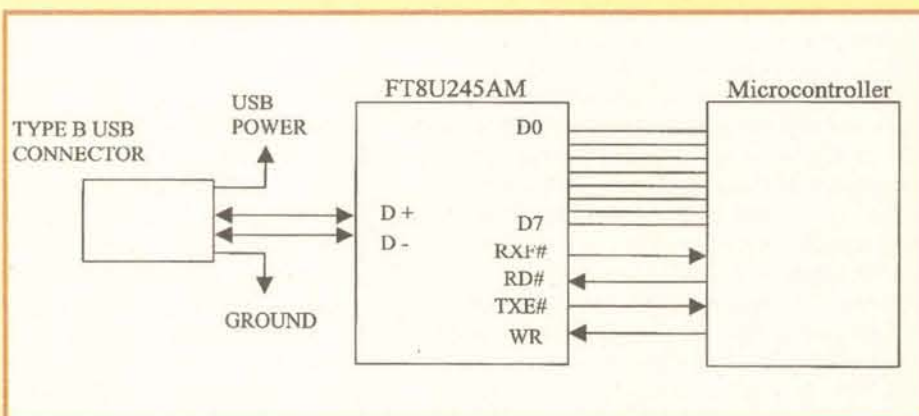 FT8U245AM
Microcontroller
USB
POWER
TYPE B USB
CONNECTOR
D0
D +
D -
D7
RXF#
RD#
TXE#
WR
GROUND